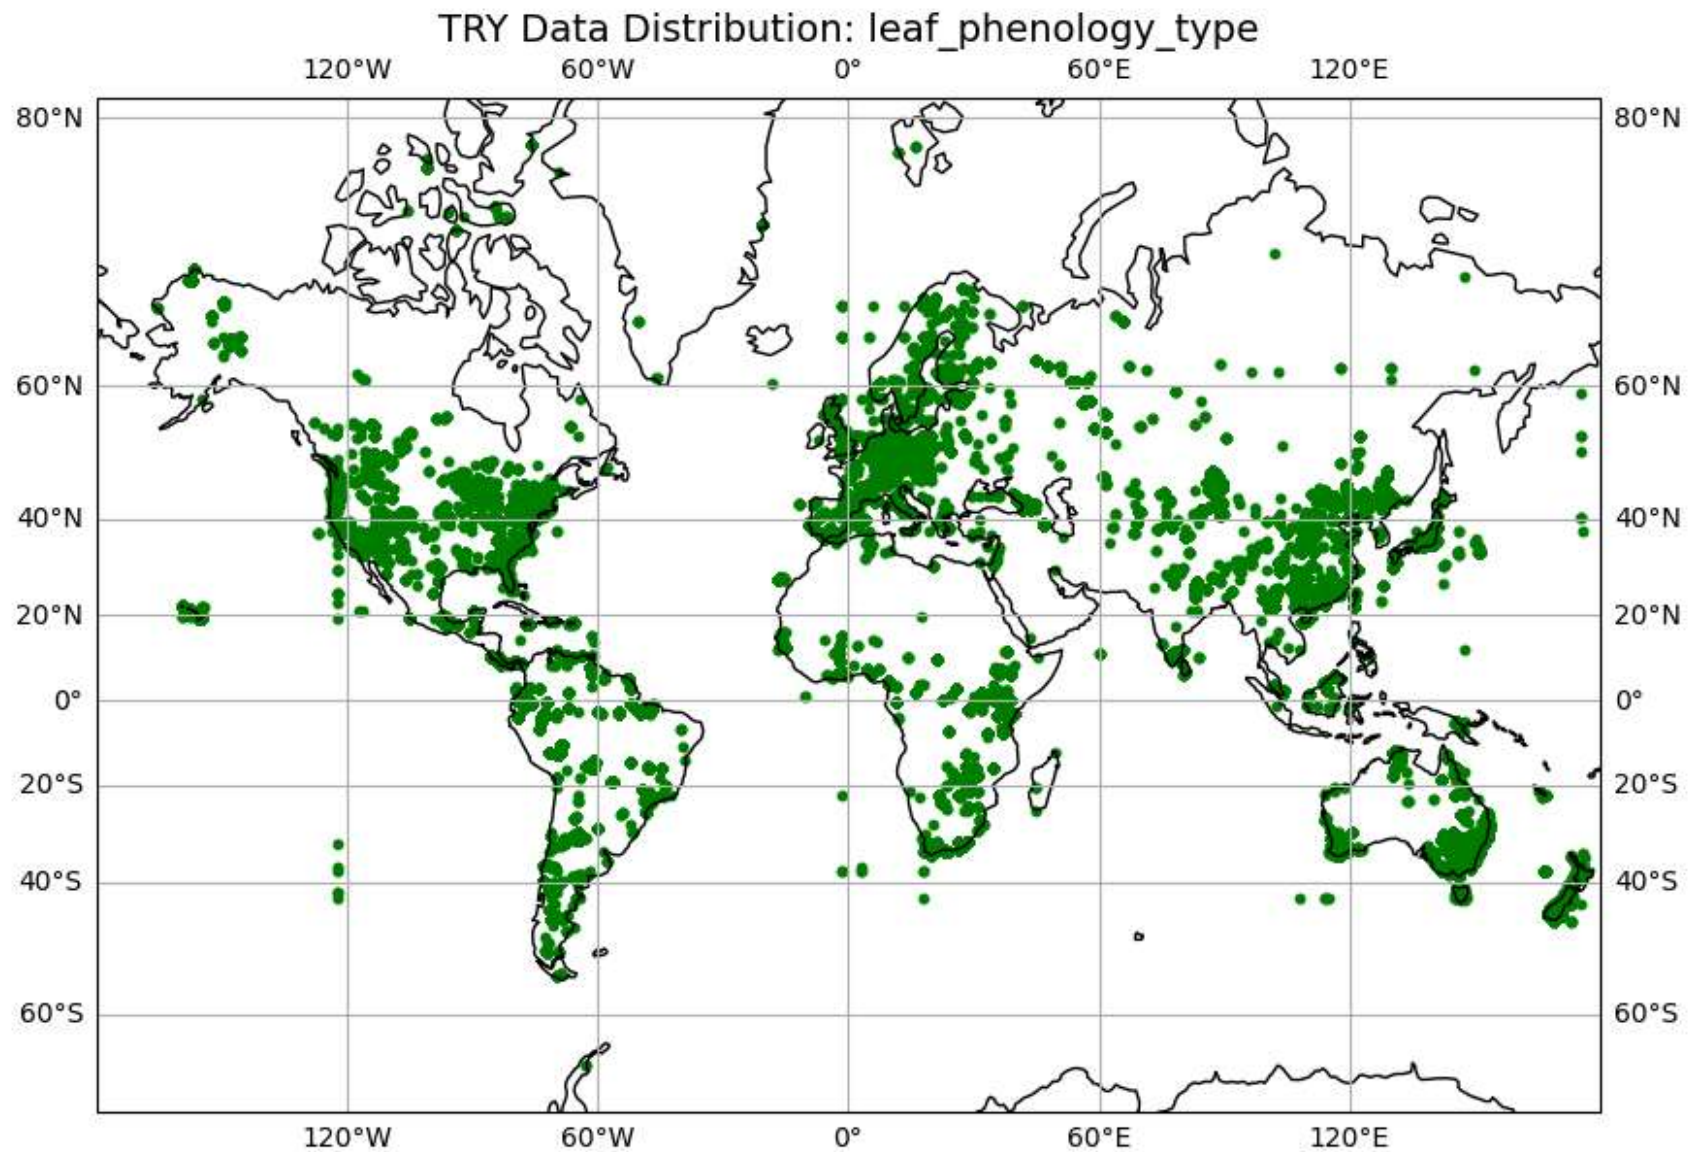 TRY Data Distribution: leaf_phenology_type
120°W 60°W 0° 60°E 120°E
80°N 80°N
60°N 60°N
40°N 40°N
20°N 20°N
0° 0°
20°S 20°S
40°S 40°S
60°S 60°S
120°W 60°W 0° 60°E 120°E